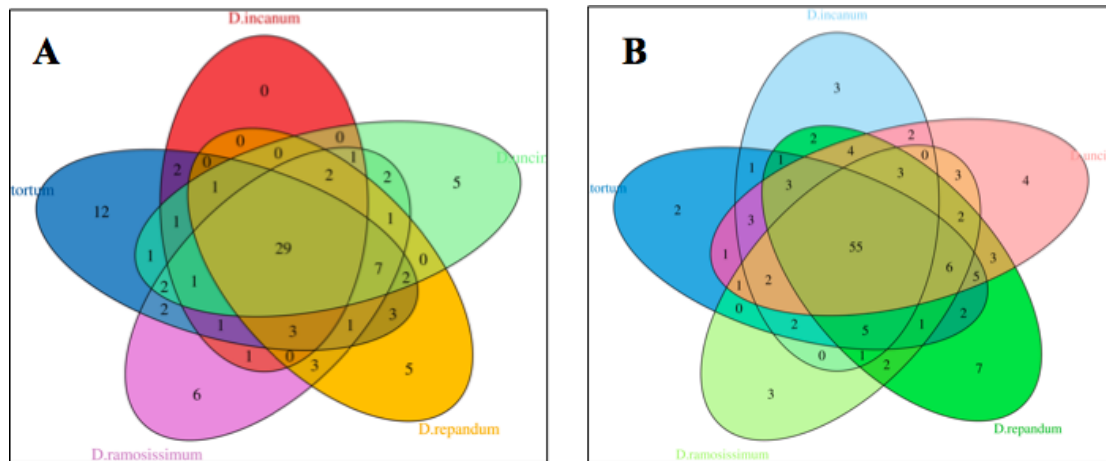 A
D.incanum
0
0 0
0 1
0
2 2 2 5 D.uncir
1
tortum 12 1 1
29
1 0
7
2 1 2
2 3
1 3 1
1 0 3 5
6
D.repandum
D.ramosissimum
B
D.incanum
3
2 2
4 0
1 1 3 3 4 D.unci
3
tortum 2 3 2
55
1 3
6
1 2 5
0 2
2 5 1
0 1 2 7
3
D.repandum
D.ramosissimum